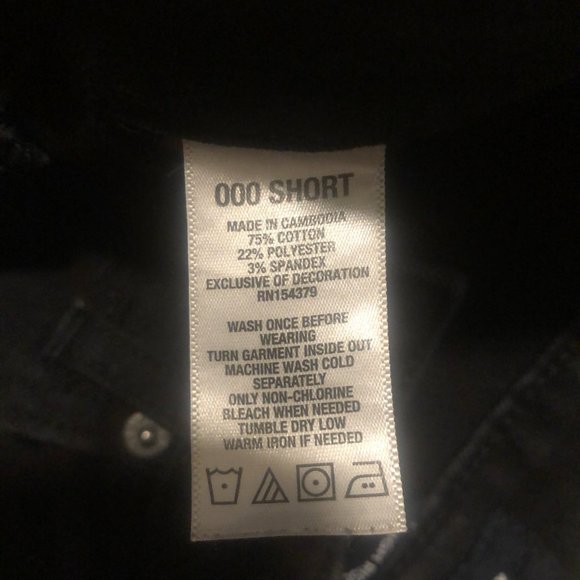 000 SHORT
MADE IN CAMBODIA
75% COTTON
22% POLYESTER
3% SPANDEX
EXCLUSIVE OF DECORATION
RN154379
WASH ONCE BEFORE
WEARING
TURN GARMENT INSIDE OUT
MACHINE WASH COLD
SEPARATELY
ONLY NON-CHLORINE
BLEACH WHEN NEEDED
TUMBLE DRY LOW
WARM IRON IF NEEDED